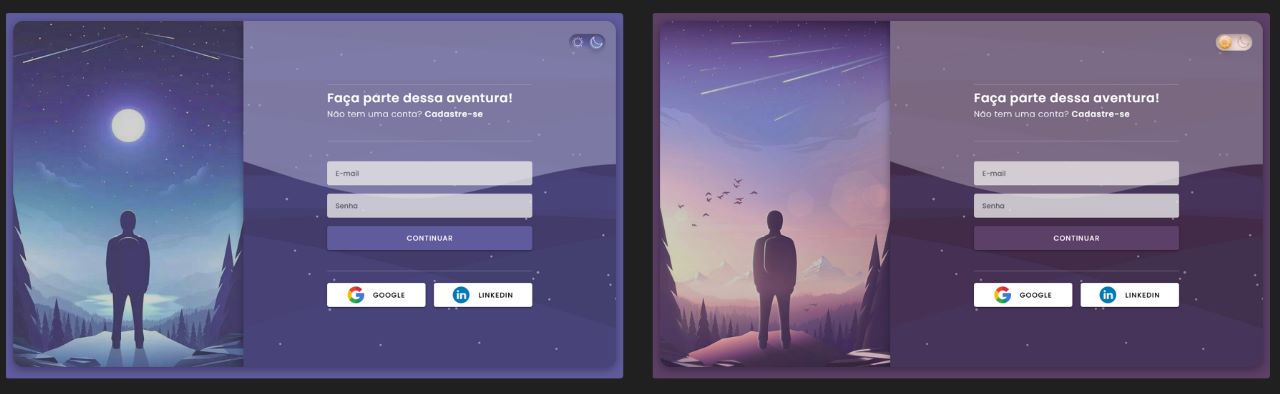 Faça parte dessa aventura!
Não tem uma conta? Cadastre-se
E-mail
Senha
CONTINUAR
GOOGLE
LINKEDIN
Faça parte dessa aventura!
Não tem uma conta? Cadastre-se
E-mail
Senha
CONTINUAR
GOOGLE
LINKEDIN